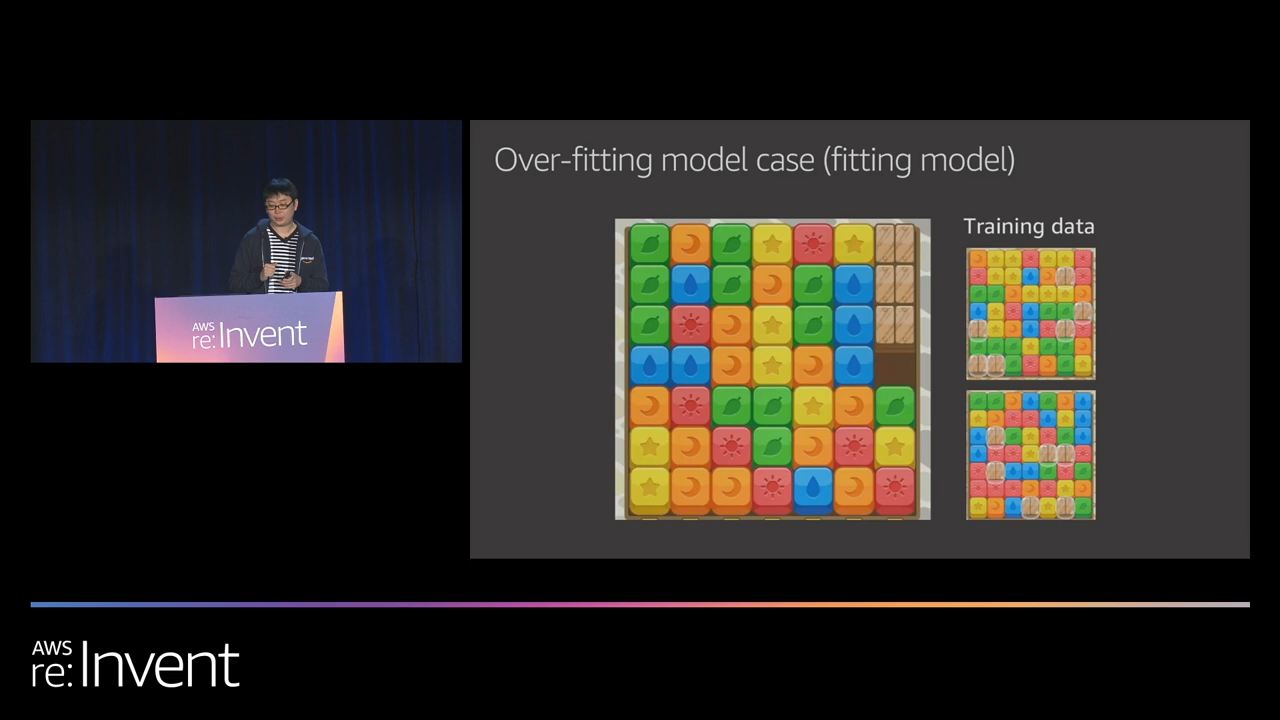 Over-fitting model case (fitting model)
Training data
AWS
re:Invent
AWS
re:Invent